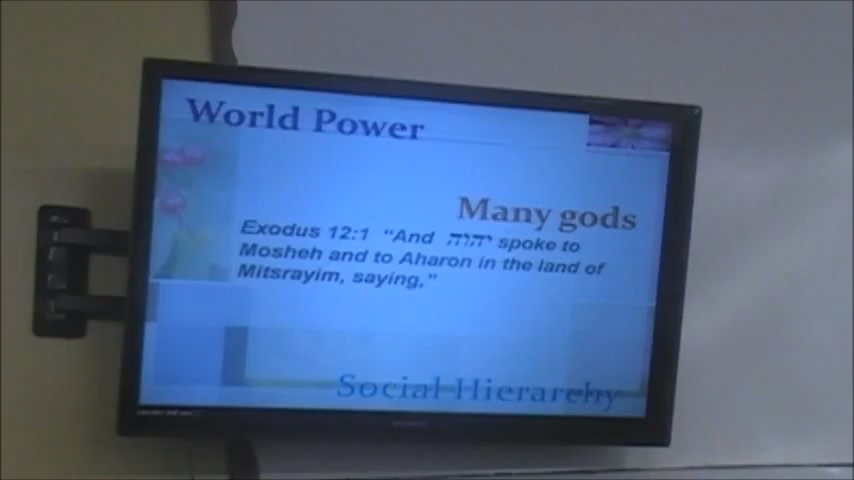 World Power
Many gods
Exodus 12:1 "And יהוה spoke to
Mosheh and to Aharon in the land of
Mitsrayim, saying,"
Social Hierarchy